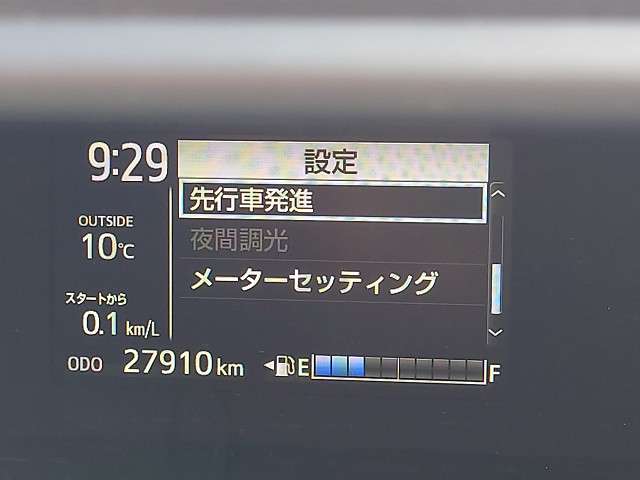 9:29
設定
先行車発進
夜間調光
メーターセッティング
OUTSIDE
10℃
スタートから
0.1 km/L
ODO 27910 km
E F